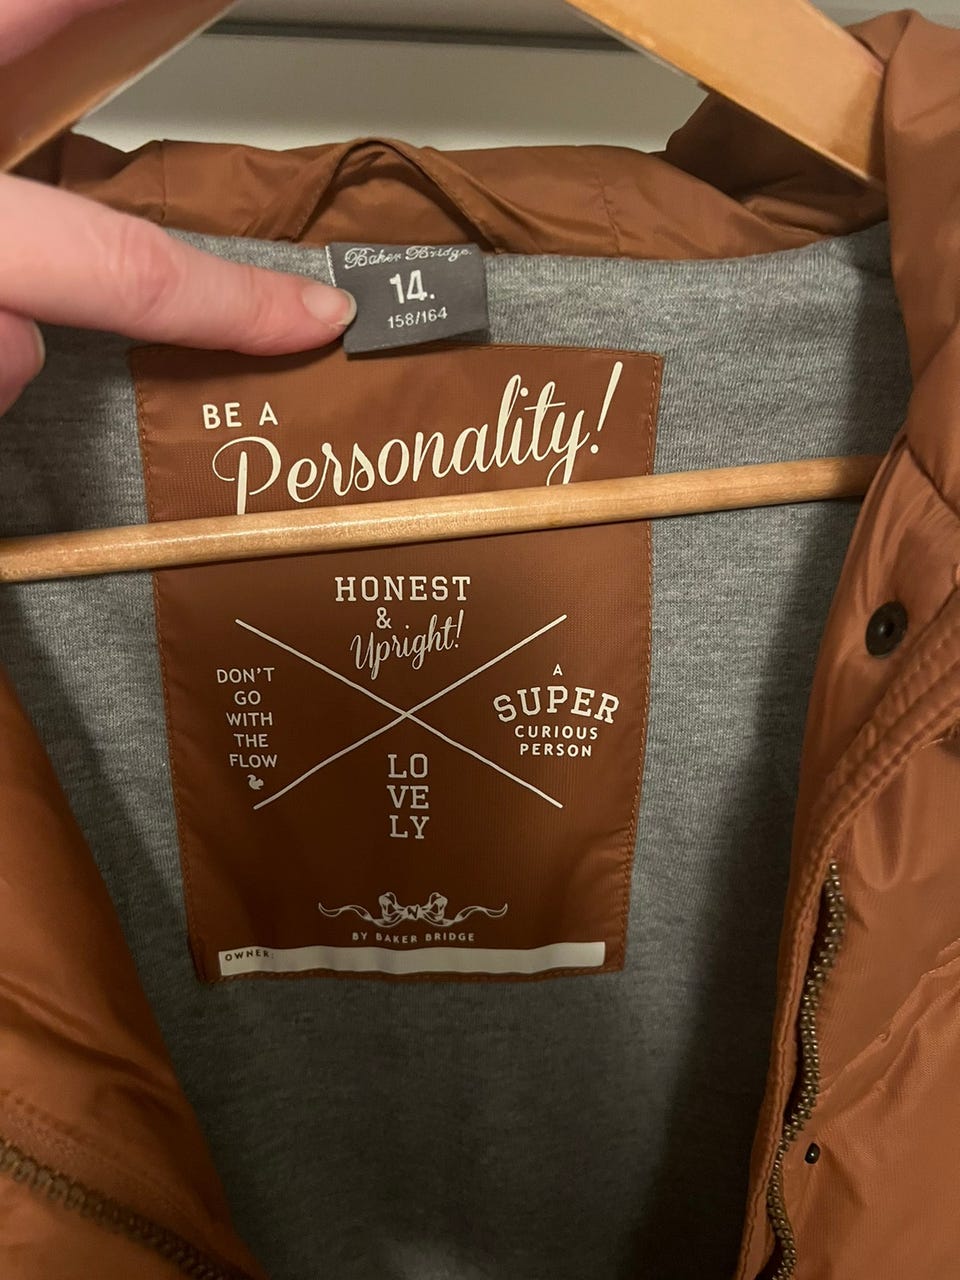 Baker Bridge.
14.
158/164
BE A
Personality!
HONEST
&
Upright!
DON'T
GO
WITH
THE
FLOW
A
SUPER
CURIOUS
PERSON
LO
VE
LY
BY BAKER BRIDGE
OWNER: